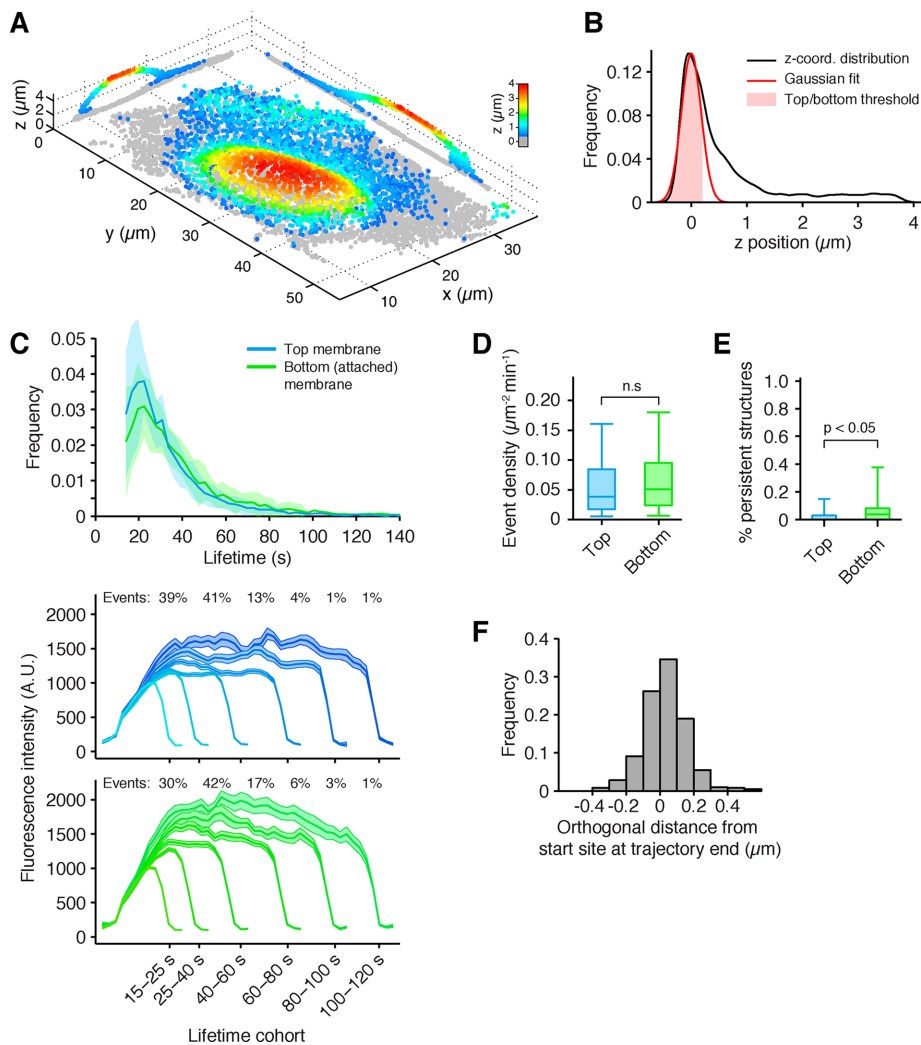 A
z (μm)
4
2
0
0
10
20
30
40
50
y (μm)
10
20
30
x (μm)
z (μm)
4
3
2
1
0
B
Frequency
0.12
0.08
0.04
0
0
1
2
3
4
z position (μm)
z-coord. distribution
Gaussian fit
Top/bottom threshold
C
Frequency
0.05
0.04
0.03
0.02
0.01
0
0
20
40
60
80
100
120
140
Lifetime (s)
Top membrane
Bottom (attached)
membrane
D
Event density (μm⁻² min⁻¹)
0.20
0.15
0.10
0.05
0
n.s
Top
Bottom
E
% persistent structures
1.0
0.8
0.6
0.4
0.2
0
p < 0.05
Top
Bottom
Fluorescence intensity (A.U.)
Events: 39% 41% 13% 4% 1% 1%
2000
1500
1000
500
0
Events: 30% 42% 17% 6% 3% 1%
2000
1500
1000
500
0
15–25 s
25–40 s
40–60 s
60–80 s
80–100 s
100–120 s
Lifetime cohort
F
Frequency
0.4
0.3
0.2
0.1
0
-0.4
-0.2
0
0.2
0.4
Orthogonal distance from
start site at trajectory end (μm)